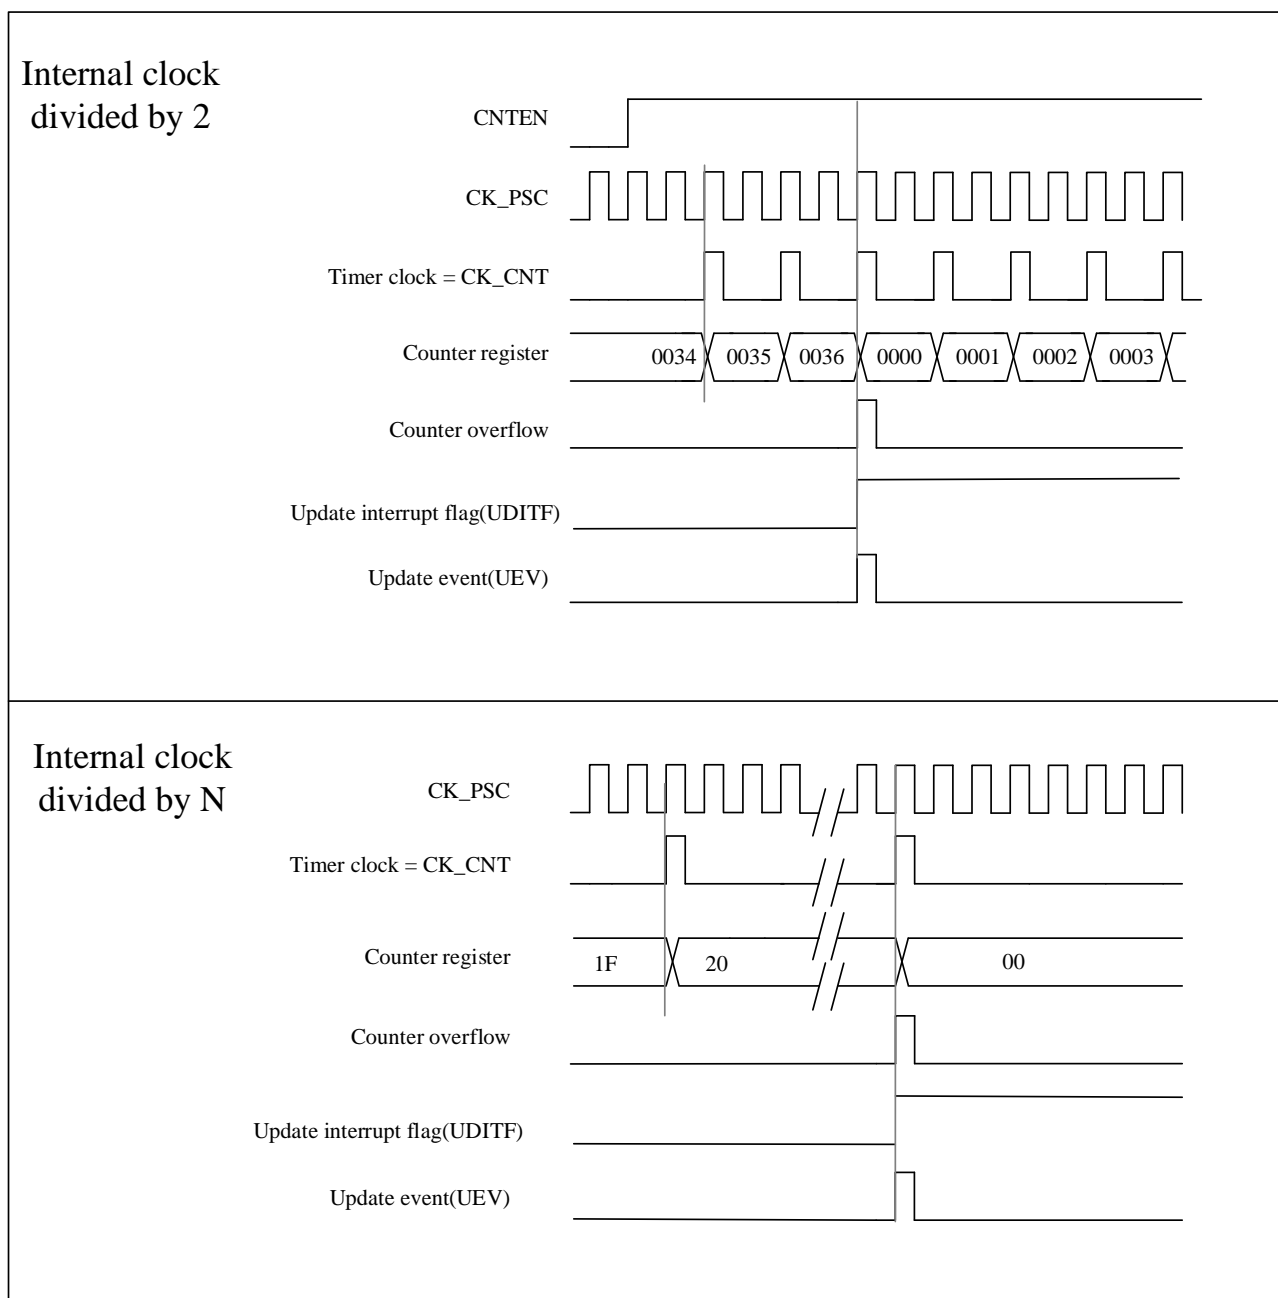 Internal clock
divided by 2
CNTEN
CK_PSC
Timer clock = CK_CNT
Counter register
0034 0035 0036 0000 0001 0002 0003
Counter overflow
Update interrupt flag(UDITF)
Update event(UEV)
Internal clock
divided by N
CK_PSC
Timer clock = CK_CNT
Counter register
1F 20 00
Counter overflow
Update interrupt flag(UDITF)
Update event(UEV)